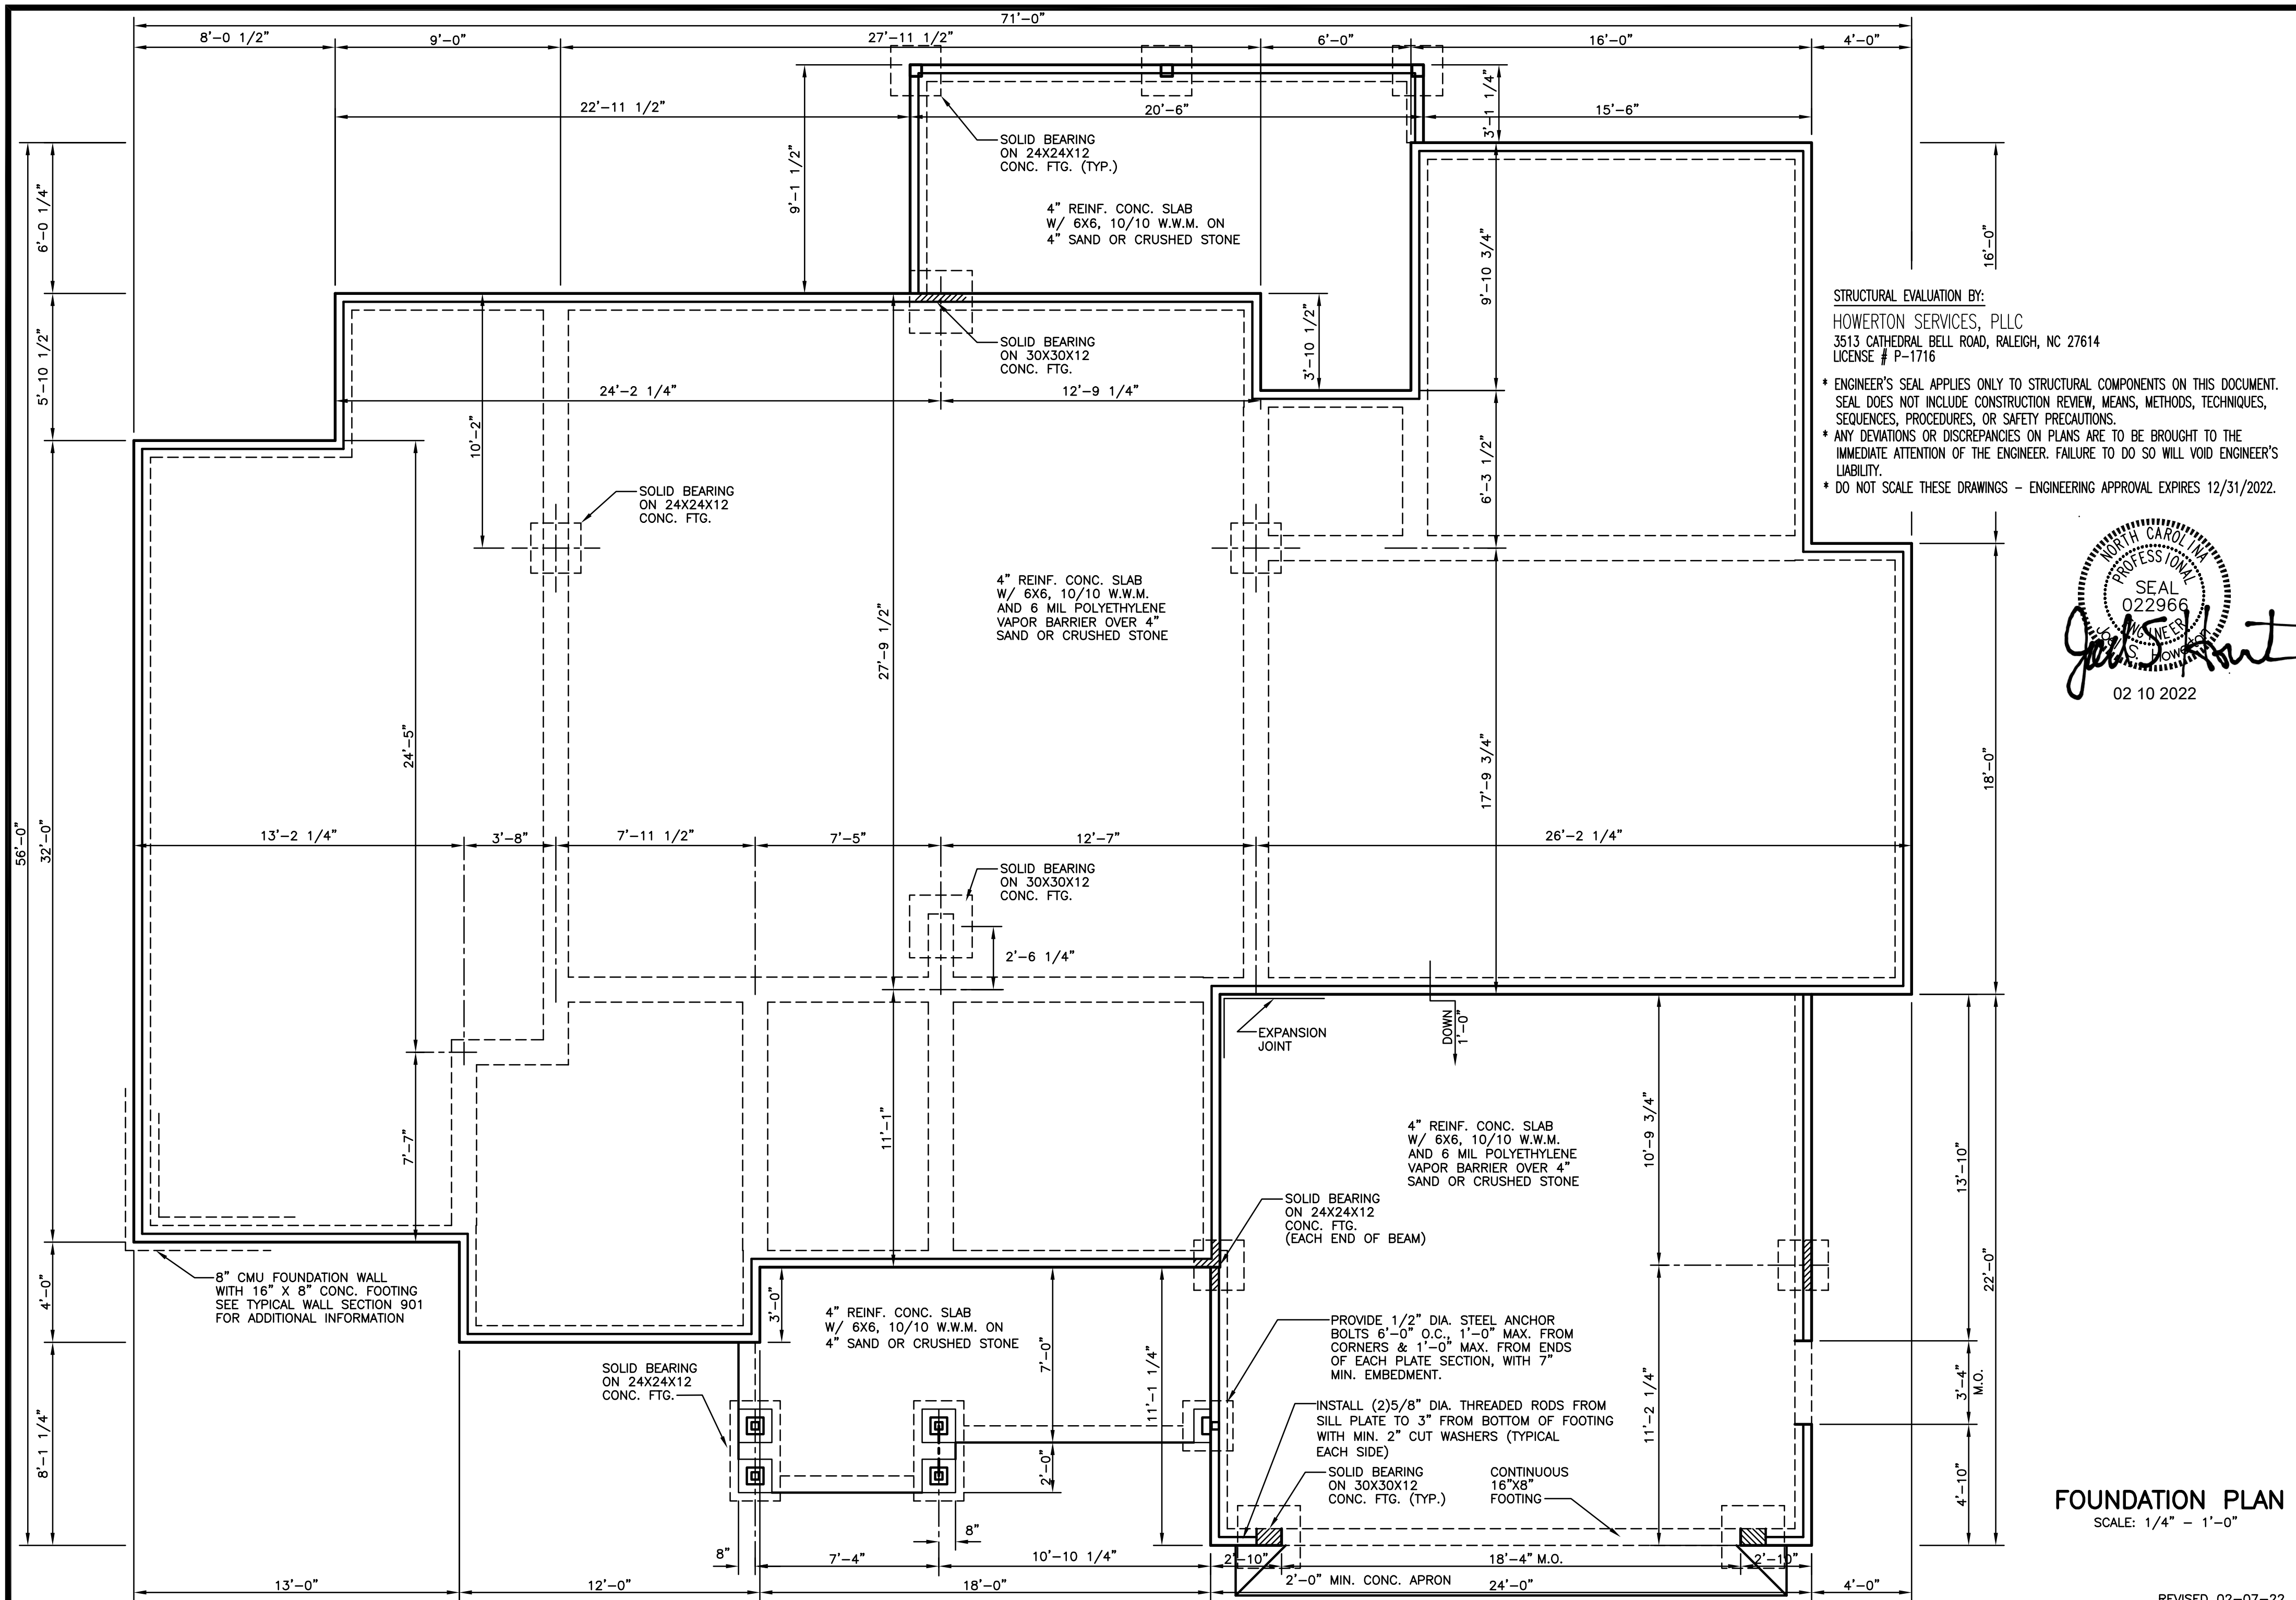 71'-0"
8'-0 1/2"
9'-0"
27'-11 1/2"
6'-0"
16'-0"
4'-0"
22'-11 1/2"
20'-6"
15'-6"
3'-1 1/4"
9'-1 1/2"
6'-0 1/4"
SOLID BEARING
ON 24X24X12
CONC. FTG. (TYP.)
4" REINF. CONC. SLAB
W/ 6X6, 10/10 W.W.M. ON
4" SAND OR CRUSHED STONE
9'-10 3/4"
16'-0"
5'-10 1/2"
SOLID BEARING
ON 30X30X12
CONC. FTG.
3'-10 1/2"
24'-2 1/4"
12'-9 1/4"
STRUCTURAL EVALUATION BY:
HOWERTON SERVICES, PLLC
3513 CATHEDRAL BELL ROAD, RALEIGH, NC 27614
LICENSE # P-1716
* ENGINEER'S SEAL APPLIES ONLY TO STRUCTURAL COMPONENTS ON THIS DOCUMENT.
SEAL DOES NOT INCLUDE CONSTRUCTION REVIEW, MEANS, METHODS, TECHNIQUES,
SEQUENCES, PROCEDURES, OR SAFETY PRECAUTIONS.
* ANY DEVIATIONS OR DISCREPANCIES ON PLANS ARE TO BE BROUGHT TO THE
IMMEDIATE ATTENTION OF THE ENGINEER. FAILURE TO DO SO WILL VOID ENGINEER'S
LIABILITY.
* DO NOT SCALE THESE DRAWINGS - ENGINEERING APPROVAL EXPIRES 12/31/2022.
10'-2"
6'-3 1/2"
SOLID BEARING
ON 24X24X12
CONC. FTG.
NORTH CAROLINA
PROFESSIONAL
SEAL
022966
ENGINEER
Joel S. Howerton
02 10 2022
4" REINF. CONC. SLAB
W/ 6X6, 10/10 W.W.M.
AND 6 MIL POLYETHYLENE
VAPOR BARRIER OVER 4"
SAND OR CRUSHED STONE
27'-9 1/2"
24'-5"
17'-9 3/4"
18'-0"
56'-0"
32'-0"
13'-2 1/4"
3'-8"
7'-11 1/2"
7'-5"
12'-7"
26'-2 1/4"
SOLID BEARING
ON 30X30X12
CONC. FTG.
2'-6 1/4"
EXPANSION
JOINT
DOWN
1'-0"
7'-7"
11'-1"
4" REINF. CONC. SLAB
W/ 6X6, 10/10 W.W.M.
AND 6 MIL POLYETHYLENE
VAPOR BARRIER OVER 4"
SAND OR CRUSHED STONE
10'-9 3/4"
13'-10"
SOLID BEARING
ON 24X24X12
CONC. FTG.
(EACH END OF BEAM)
22'-0"
4'-0"
8" CMU FOUNDATION WALL
WITH 16" X 8" CONC. FOOTING
SEE TYPICAL WALL SECTION 901
FOR ADDITIONAL INFORMATION
3'-0"
4" REINF. CONC. SLAB
W/ 6X6, 10/10 W.W.M. ON
4" SAND OR CRUSHED STONE
7'-0"
11'-1 1/4"
PROVIDE 1/2" DIA. STEEL ANCHOR
BOLTS 6'-0" O.C., 1'-0" MAX. FROM
CORNERS & 1'-0" MAX. FROM ENDS
OF EACH PLATE SECTION, WITH 7"
MIN. EMBEDMENT.
SOLID BEARING
ON 24X24X12
CONC. FTG.
INSTALL (2)5/8" DIA. THREADED RODS FROM
SILL PLATE TO 3" FROM BOTTOM OF FOOTING
WITH MIN. 2" CUT WASHERS (TYPICAL
EACH SIDE)
11'-2 1/4"
3'-4"
M.O.
8'-1 1/4"
2'-0"
SOLID BEARING
ON 30X30X12
CONC. FTG. (TYP.)
CONTINUOUS
16"X8"
FOOTING
4'-10"
FOUNDATION PLAN
SCALE: 1/4" - 1'-0"
8"
8"
7'-4"
10'-10 1/4"
2'-10"
18'-4" M.O.
2'-10"
2'-0" MIN. CONC. APRON
13'-0"
12'-0"
18'-0"
24'-0"
4'-0"
REVISED 02-07-22